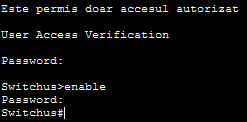 Este permis doar accesul autorizat
User Access Verification
Password:
Switchus>enable
Password:
Switchus#